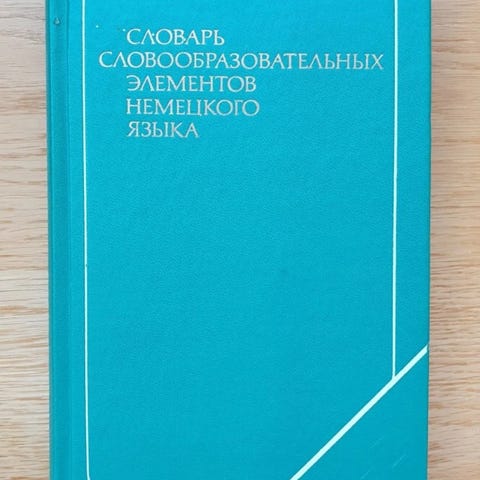 СЛОВАРЬ
СЛОВООБРАЗОВАТЕЛЬНЫХ
ЭЛЕМЕНТОВ
НЕМЕЦКОГО
ЯЗЫКА